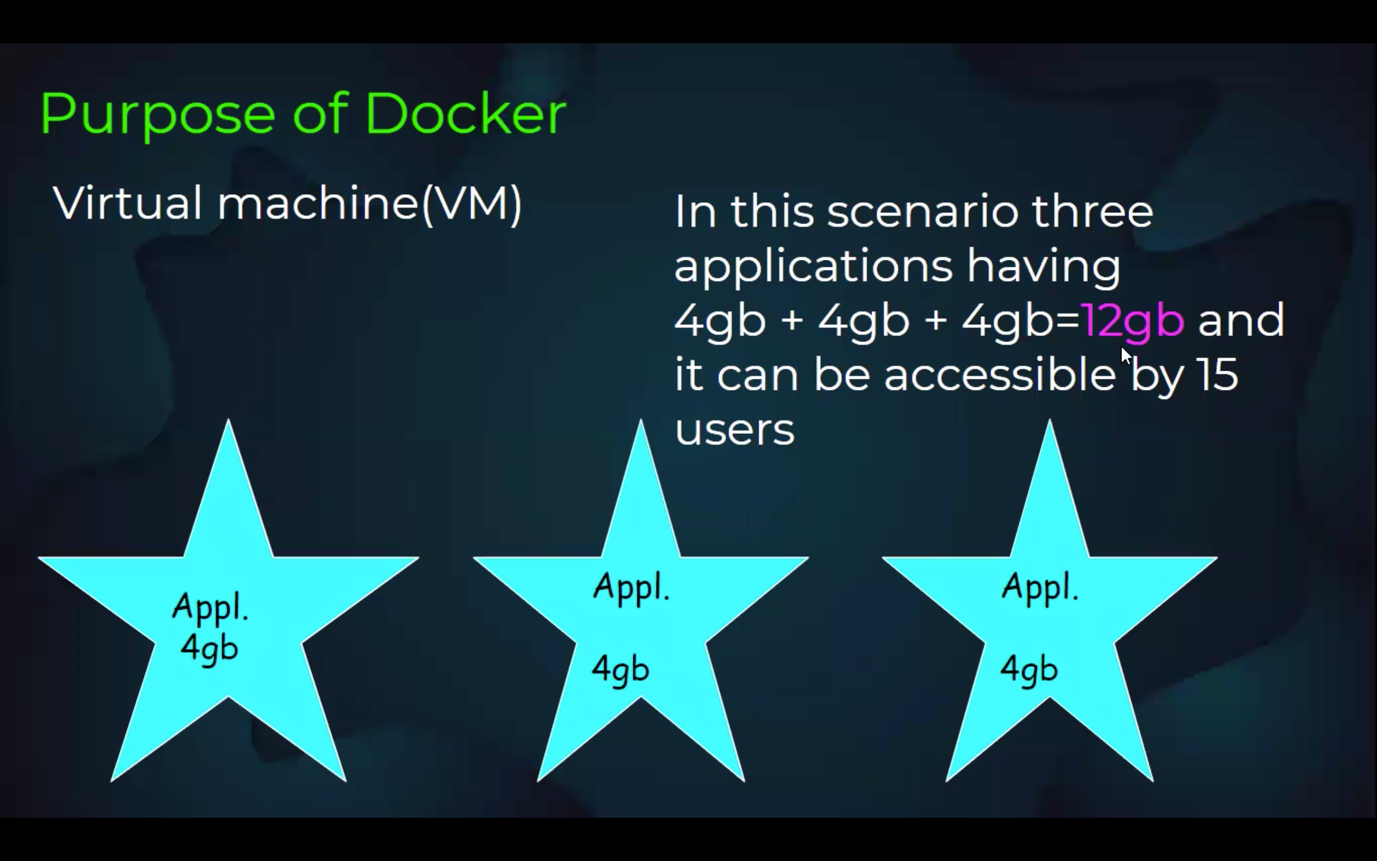 Purpose of Docker
Virtual machine(VM)
In this scenario three
applications having
4gb + 4gb + 4gb=12gb and
it can be accessible by 15
users
Appl.
4gb
Appl.
4gb
Appl.
4gb